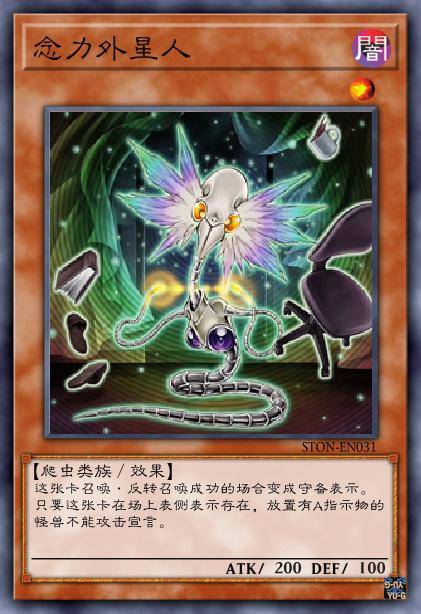 念力外星人
闇
STON-EN031
【爬虫类族／效果】
这张卡召唤·反转召唤成功的场合变成守备表示。
只要这张卡在场上表侧表示存在，放置有A指示物的
怪兽不能攻击宣言。
ATK/ 200 DEF/ 100